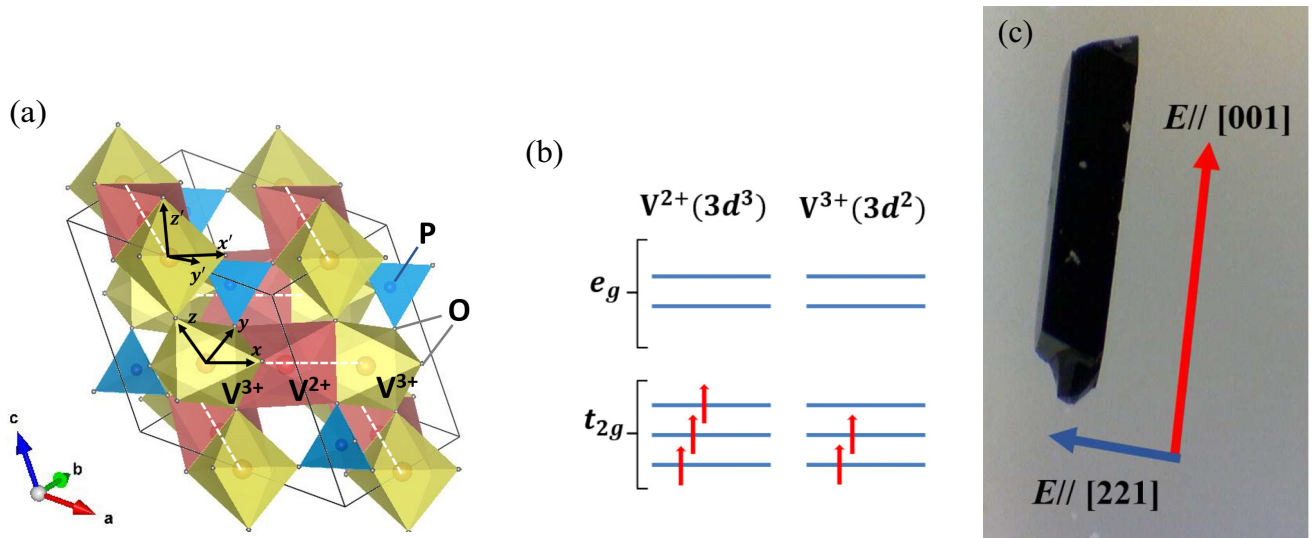 (a)
z'
x'
y'
P
z
y
x
O
V3+
V2+
V3+
c
b
a
(b)
V2+(3d3)
V3+(3d2)
eg
t2g
(c)
E// [001]
E// [221]